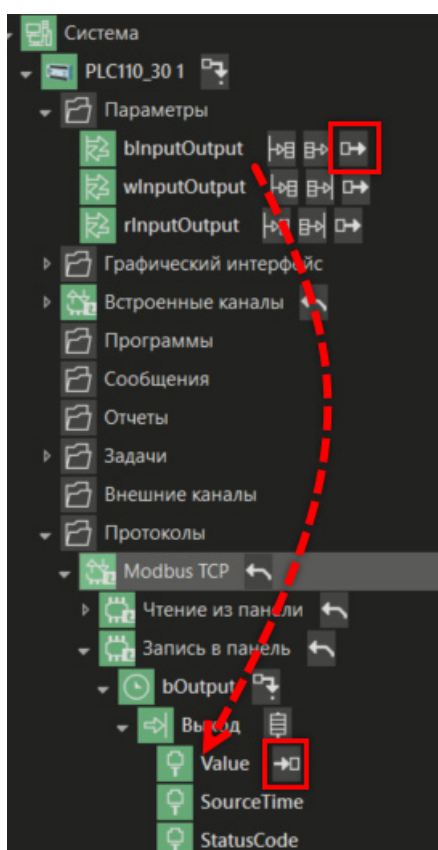 Система
PLC110_30 1
Параметры
bInputOutput
wInputOutput
rInputOutput
Графический интерфейс
Встроенные каналы
Программы
Сообщения
Отчеты
Задачи
Внешние каналы
Протоколы
Modbus TCP
Чтение из панели
Запись в панель
bOutput
Выход
Value
SourceTime
StatusCode